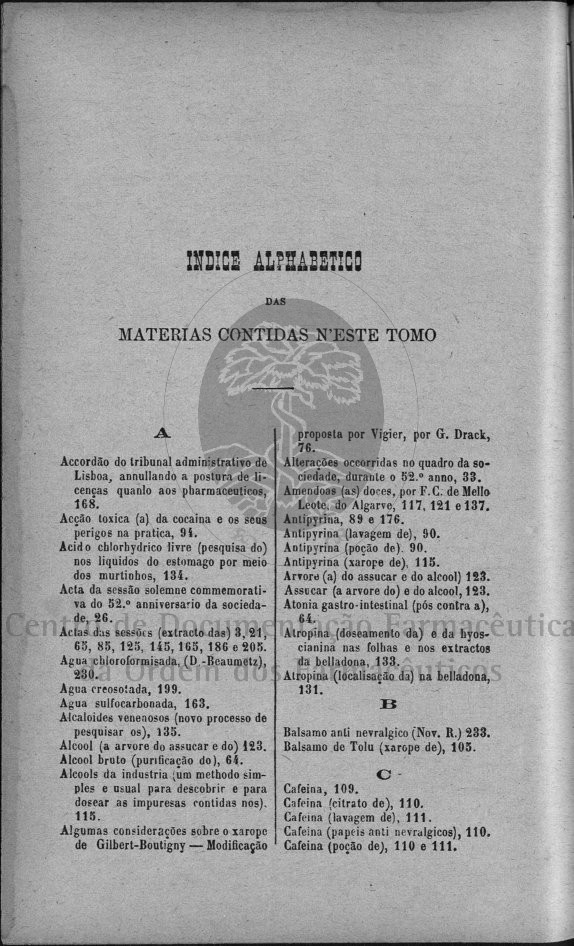 INDICE ALPHABETICO
DAS
MATERIAS CONTIDAS N'ESTE TOMO
A
Accordão do tribunal administrativo de
Lisboa, annullando a postura de li-
cenças quanto aos pharmaceuticos,
168.
Acção toxica (a) da cocaina e os seus
perigos na pratica, 94.
Acido chlorhydrico livre (pesquisa do)
nos liquidos do estomago por meio
dos murtinhos, 134.
Acta da sessão solemne commemorati-
va do 52.º anniversario da socieda-
de, 26.
Actas das sessões (extracto das) 3, 21,
65, 85, 125, 145, 165, 186 e 205.
Agua chloroformisada, (D.-Beaumetz),
230.
Agua creosotada, 199.
Agua sulfocarbonada, 163.
Alcaloides venenosos (novo processo de
pesquisar os), 135.
Alcool (a arvore do assucar e do) 123.
Alcool bruto (purificação do), 64.
Alcools da industria (um methodo sim-
ples e usual para descobrir e para
dosear as impuresas contidas nos).
115.
Algumas considerações sobre o xarope
de Gilbert-Boutigny — Modificação
proposta por Vigier, por G. Drack,
76.
Alterações occorridas no quadro da so-
ciedade, durante o 52.º anno, 33.
Amendoas (as) doces, por F. C. de Mello
Leote, do Algarve, 117, 121 e 137.
Antipyrina, 89 e 176.
Antipyrina (lavagem de), 90.
Antipyrina (poção de). 90.
Antipyrina (xarope de), 115.
Arvore (a) do assucar e do alcool) 123.
Assucar (a arvore do) e do alcool, 123.
Atonia gastro-intestinal (pós contra a),
64.
Atropina (doseamento da) e da hyos-
cianina nas folhas e nos extractos
da belladona, 133.
Atropina (localisação da) na belladona,
131.
B
Balsamo anti nevralgico (Nov. R.) 233.
Balsamo de Tolu (xarope de), 105.
C
Cafeina, 109.
Cafeina (citrato de), 110.
Cafeina (lavagem de), 111.
Cafeina (papeis anti nevralgicos), 110.
Cafeina (poção de), 110 e 111.
Centro de Documentação Farmacêutica
da Ordem dos Farmacêuticos